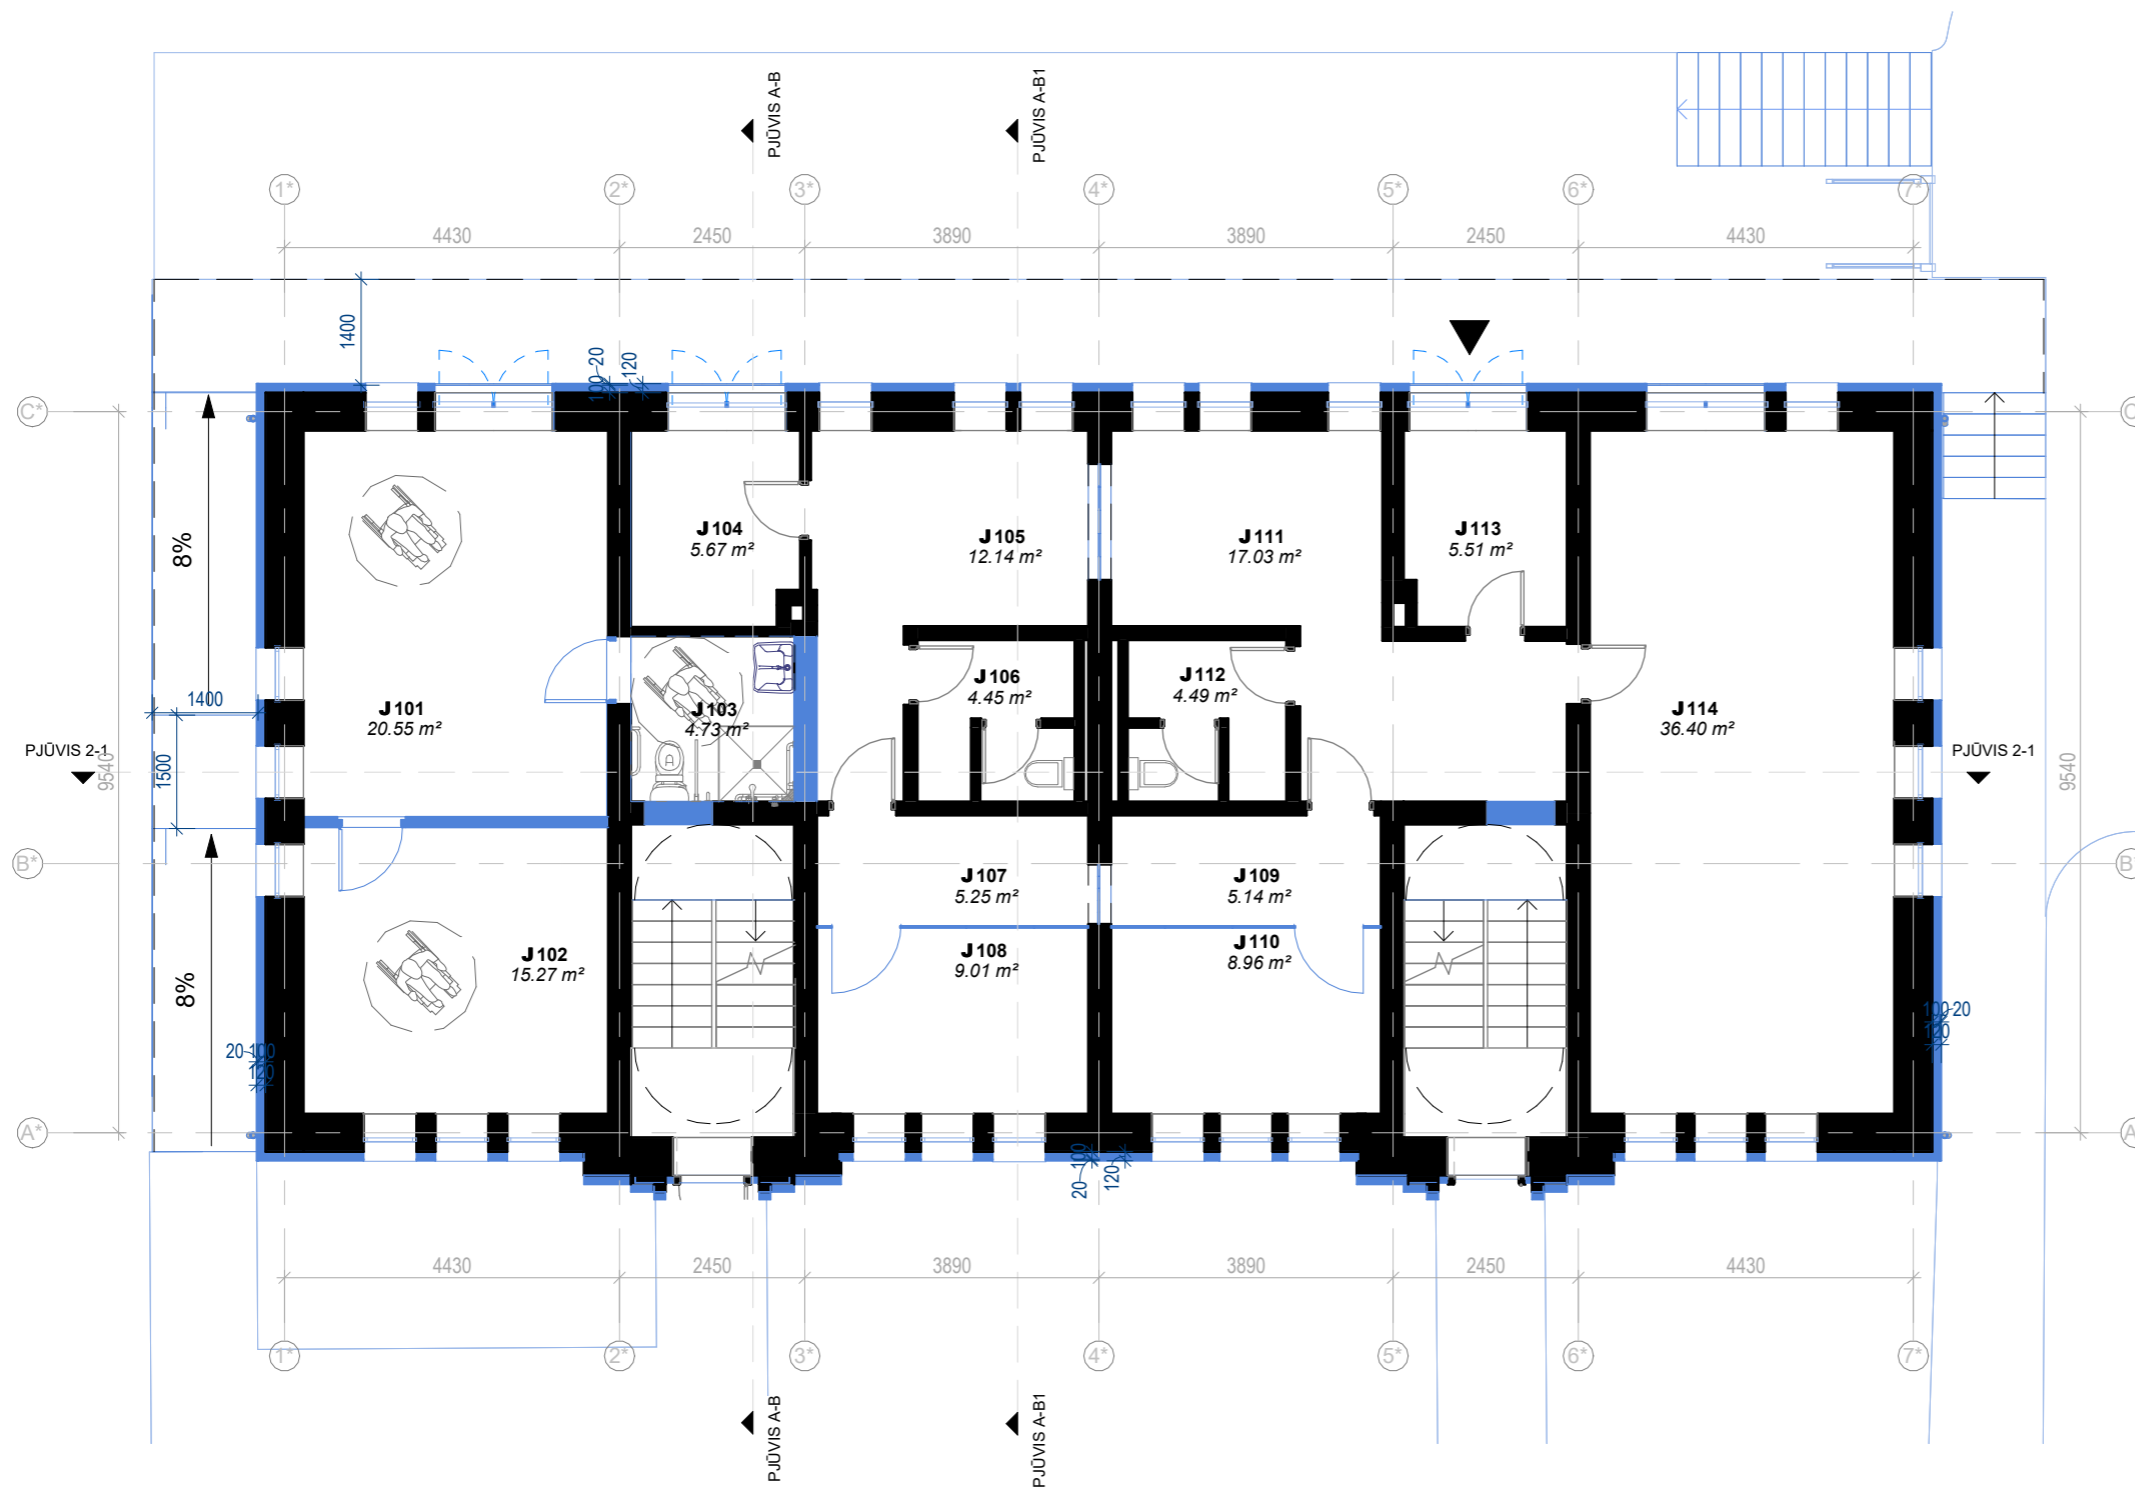 PJŪVIS A-B
PJŪVIS A-B1
1*
2*
3*
4*
5*
6*
7*
4430
2450
3890
3890
2450
4430
1400
100
20
120
C*
C
8%
J104
5.67 m²
J105
12.14 m²
J111
17.03 m²
J113
5.51 m²
J106
4.45 m²
J112
4.49 m²
1400
J101
20.55 m²
J103
4.73 m²
J114
36.40 m²
PJŪVIS 2-1
PJŪVIS 2-1
9540
1500
9540
A
B*
B
J107
5.25 m²
J109
5.14 m²
J102
15.27 m²
J108
9.01 m²
J110
8.96 m²
8%
20
100
120
100
20
120
A*
A
20
100
120
4430
2450
3890
3890
2450
4430
1*
2*
3*
4*
5*
6*
7*
PJŪVIS A-B
PJŪVIS A-B1